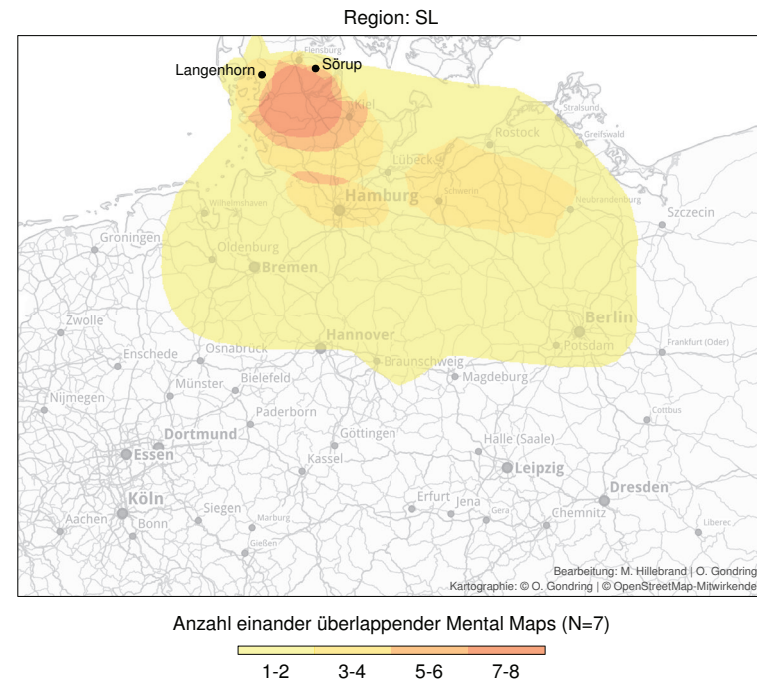 Region: SL
Flensburg
Langenhorn
Sörup
Kiel
Stralsund
Rostock
Greifswald
Lübeck
Wilhelmshaven
Hamburg
Schwerin
Neubrandenburg
Szczecin
Groningen
Oldenburg
Bremen
Zwolle
Berlin
Hannover
Potsdam
Frankfurt (Oder)
Enschede
Osnabrück
Braunschweig
Münster
Bielefeld
Magdeburg
Nijmegen
Paderborn
Cottbus
Dortmund
Göttingen
Halle (Saale)
Essen
Kassel
Leipzig
Köln
Siegen
Erfurt
Jena
Dresden
Aachen
Bonn
Marburg
Gera
Chemnitz
Liberec
Gießen
Bearbeitung: M. Hillebrand | O. Gondring
Kartographie: © O. Gondring | © OpenStreetMap-Mitwirkende
Anzahl einander überlappender Mental Maps (N=7)
1-2 3-4 5-6 7-8